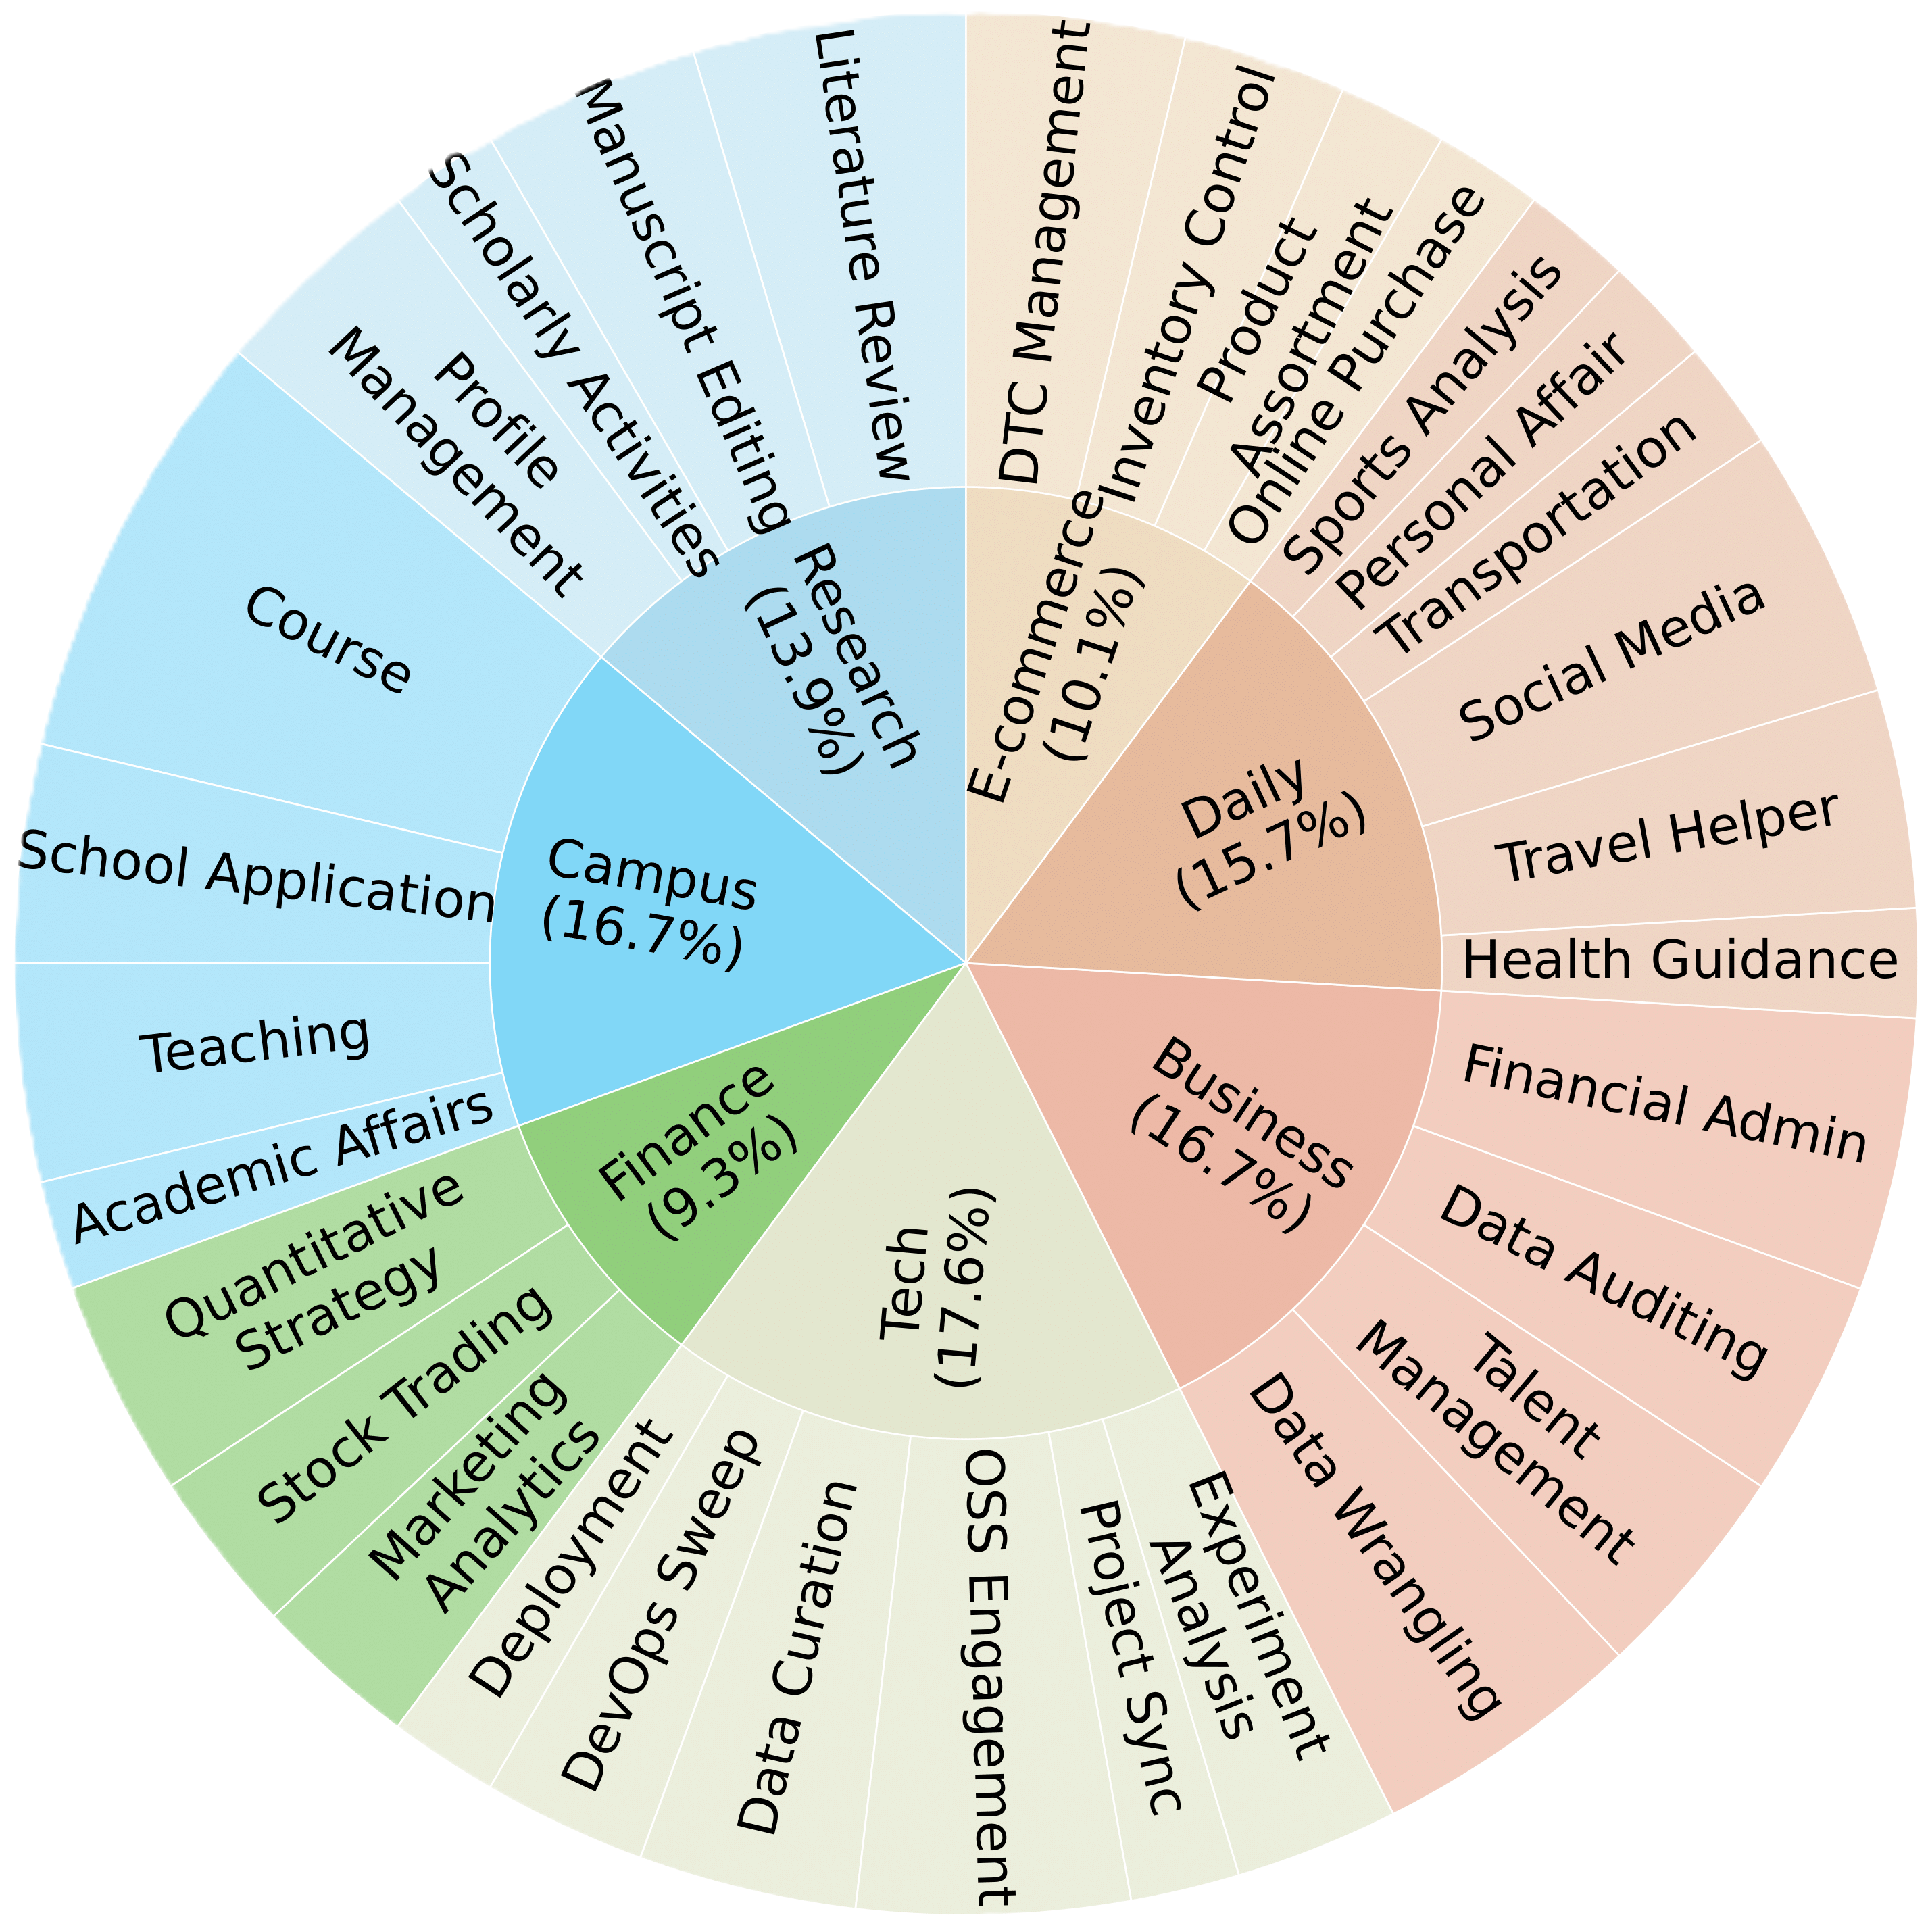 E-commerce
(10.1%)
DTC Management
Inventory Control
Product
Assortment
Online Purchase
Daily
(15.7%)
Sports Analysis
Personal Affair
Transportation
Social Media
Travel Helper
Health Guidance
Business
(16.7%)
Financial Admin
Data Auditing
Talent
Management
Data Wrangling
Tech
(17.6%)
Experiment
Analysis
Project Sync
OSS Engagement
Data Curation
DevOps Sweep
Deployment
Finance
(9.3%)
Marketing
Analytics
Stock Trading
Quantitative
Strategy
Campus
(16.7%)
Academic Affairs
Teaching
School Application
Course
Research
(13.9%)
Profile
Management
Scholarly Activities
Manuscript Editing
Literature Review